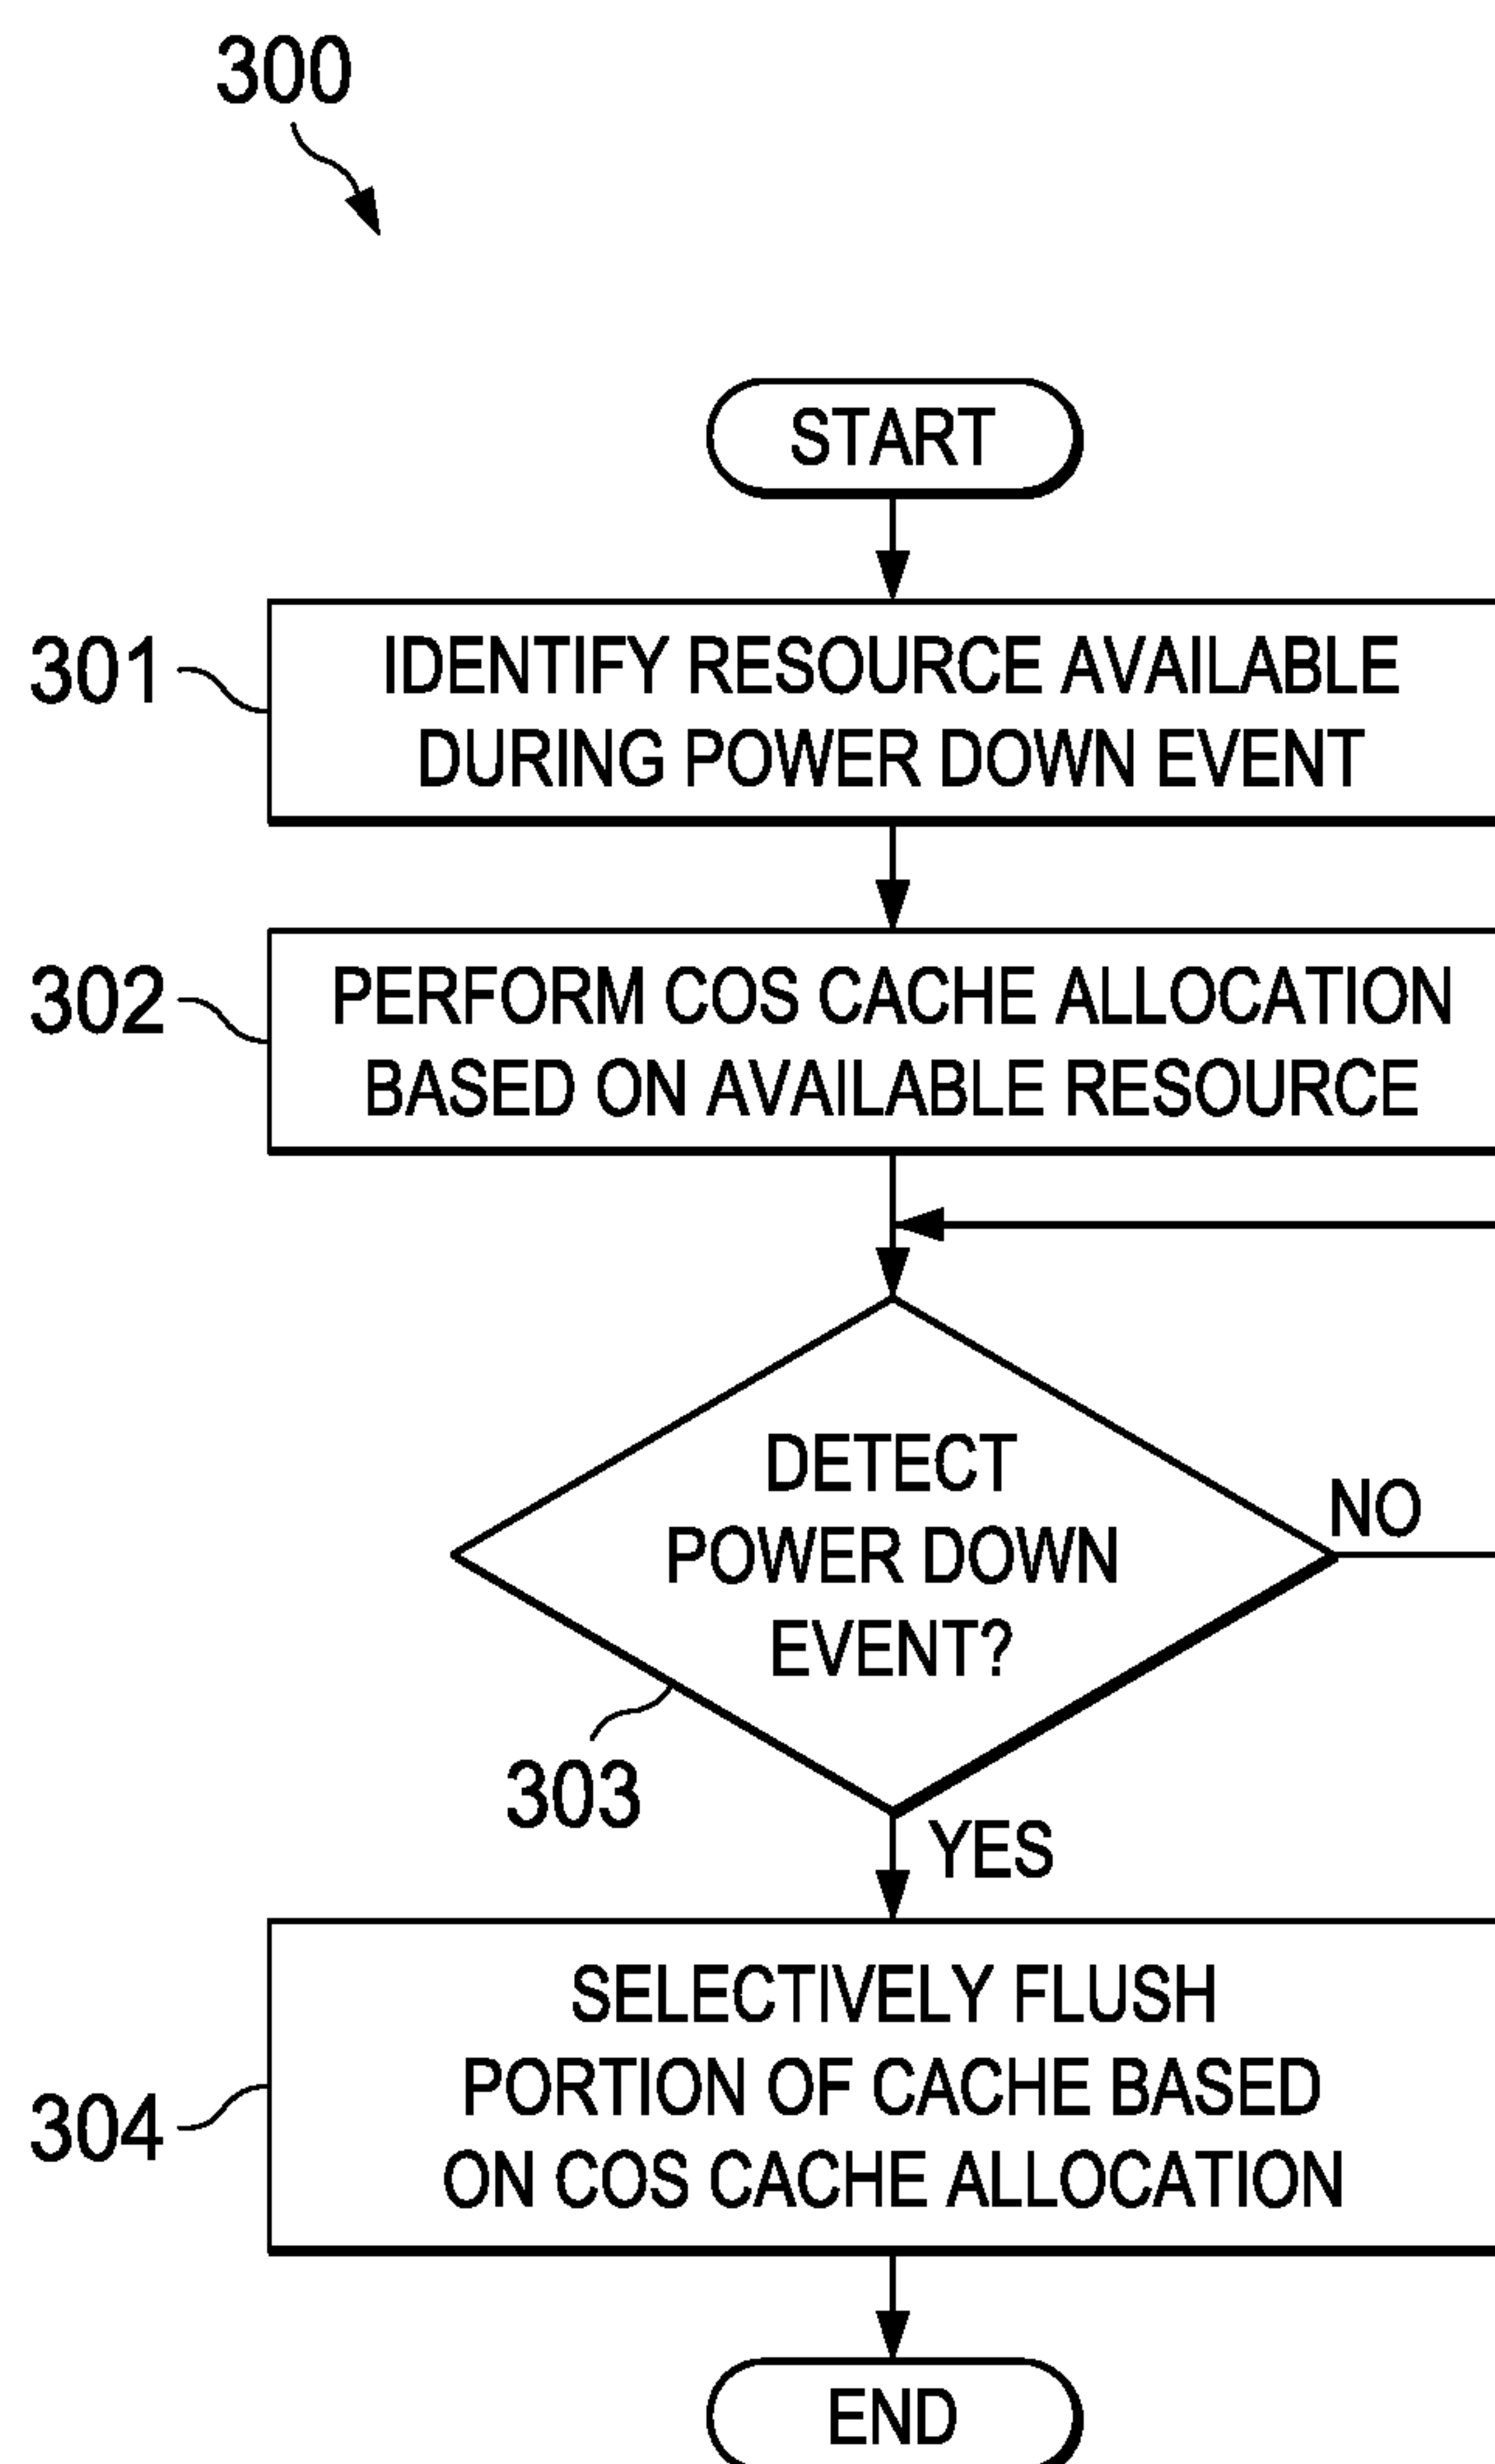 300
START
301
IDENTIFY RESOURCE AVAILABLE
DURING POWER DOWN EVENT
302
PERFORM COS CACHE ALLOCATION
BASED ON AVAILABLE RESOURCE
DETECT
POWER DOWN
EVENT?
NO
303
YES
304
SELECTIVELY FLUSH
PORTION OF CACHE BASED
ON COS CACHE ALLOCATION
END